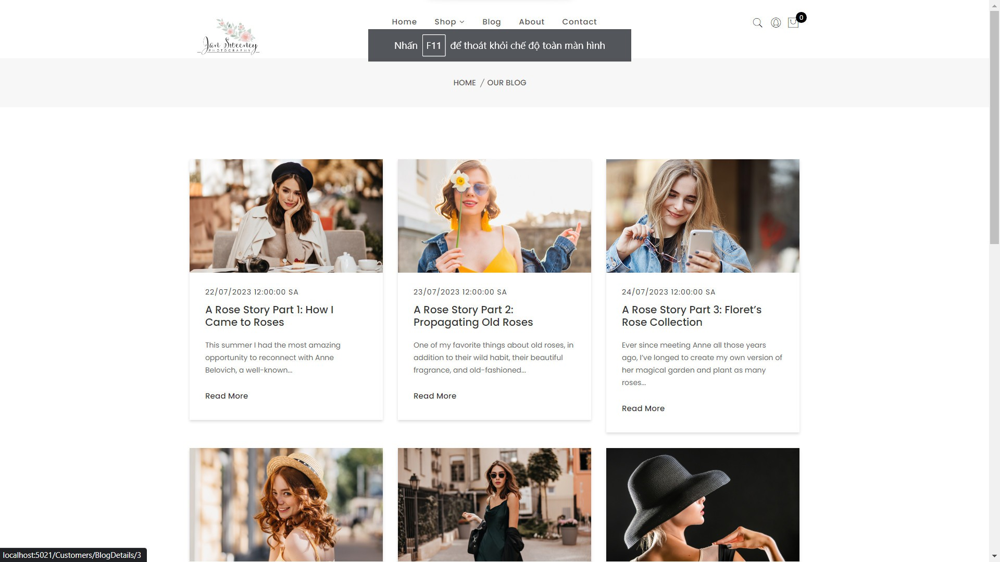 Home Shop Blog About Contact
0
Jan Sweeney
PHOTOGRAPHY
Nhấn F11 để thoát khỏi chế độ toàn màn hình
HOME / OUR BLOG
22/07/2023 12:00:00 SA
A Rose Story Part 1: How I
Came to Roses
This summer I had the most amazing
opportunity to reconnect with Anne
Belovich, a well-known...
Read More
23/07/2023 12:00:00 SA
A Rose Story Part 2:
Propagating Old Roses
One of my favorite things about old roses, in
addition to their wild habit, their beautiful
fragrance, and old-fashioned...
Read More
24/07/2023 12:00:00 SA
A Rose Story Part 3: Floret’s
Rose Collection
Ever since meeting Anne all those years
ago, I’ve longed to create my own version of
her magical garden and plant as many
roses...
Read More
localhost:5021/Customers/BlogDetails/3